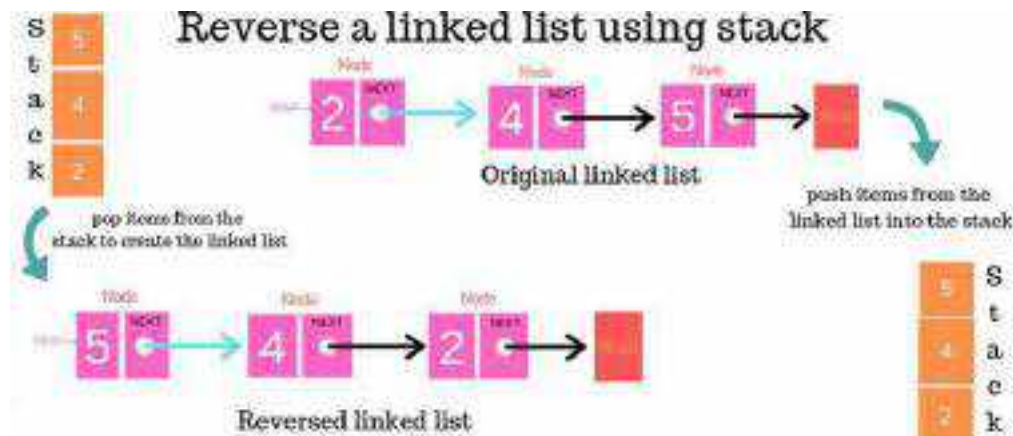 Reverse a linked list using stack
Stack
5
4
2
Node
Node
Node
2
NEXT
4
NEXT
5
NEXT
Original linked list
push items from the
linked list into the stack
pop items from the
stack to create the linked list
Node
Node
Node
5
NEXT
4
NEXT
2
NEXT
Reversed linked list
5
4
2
Stack